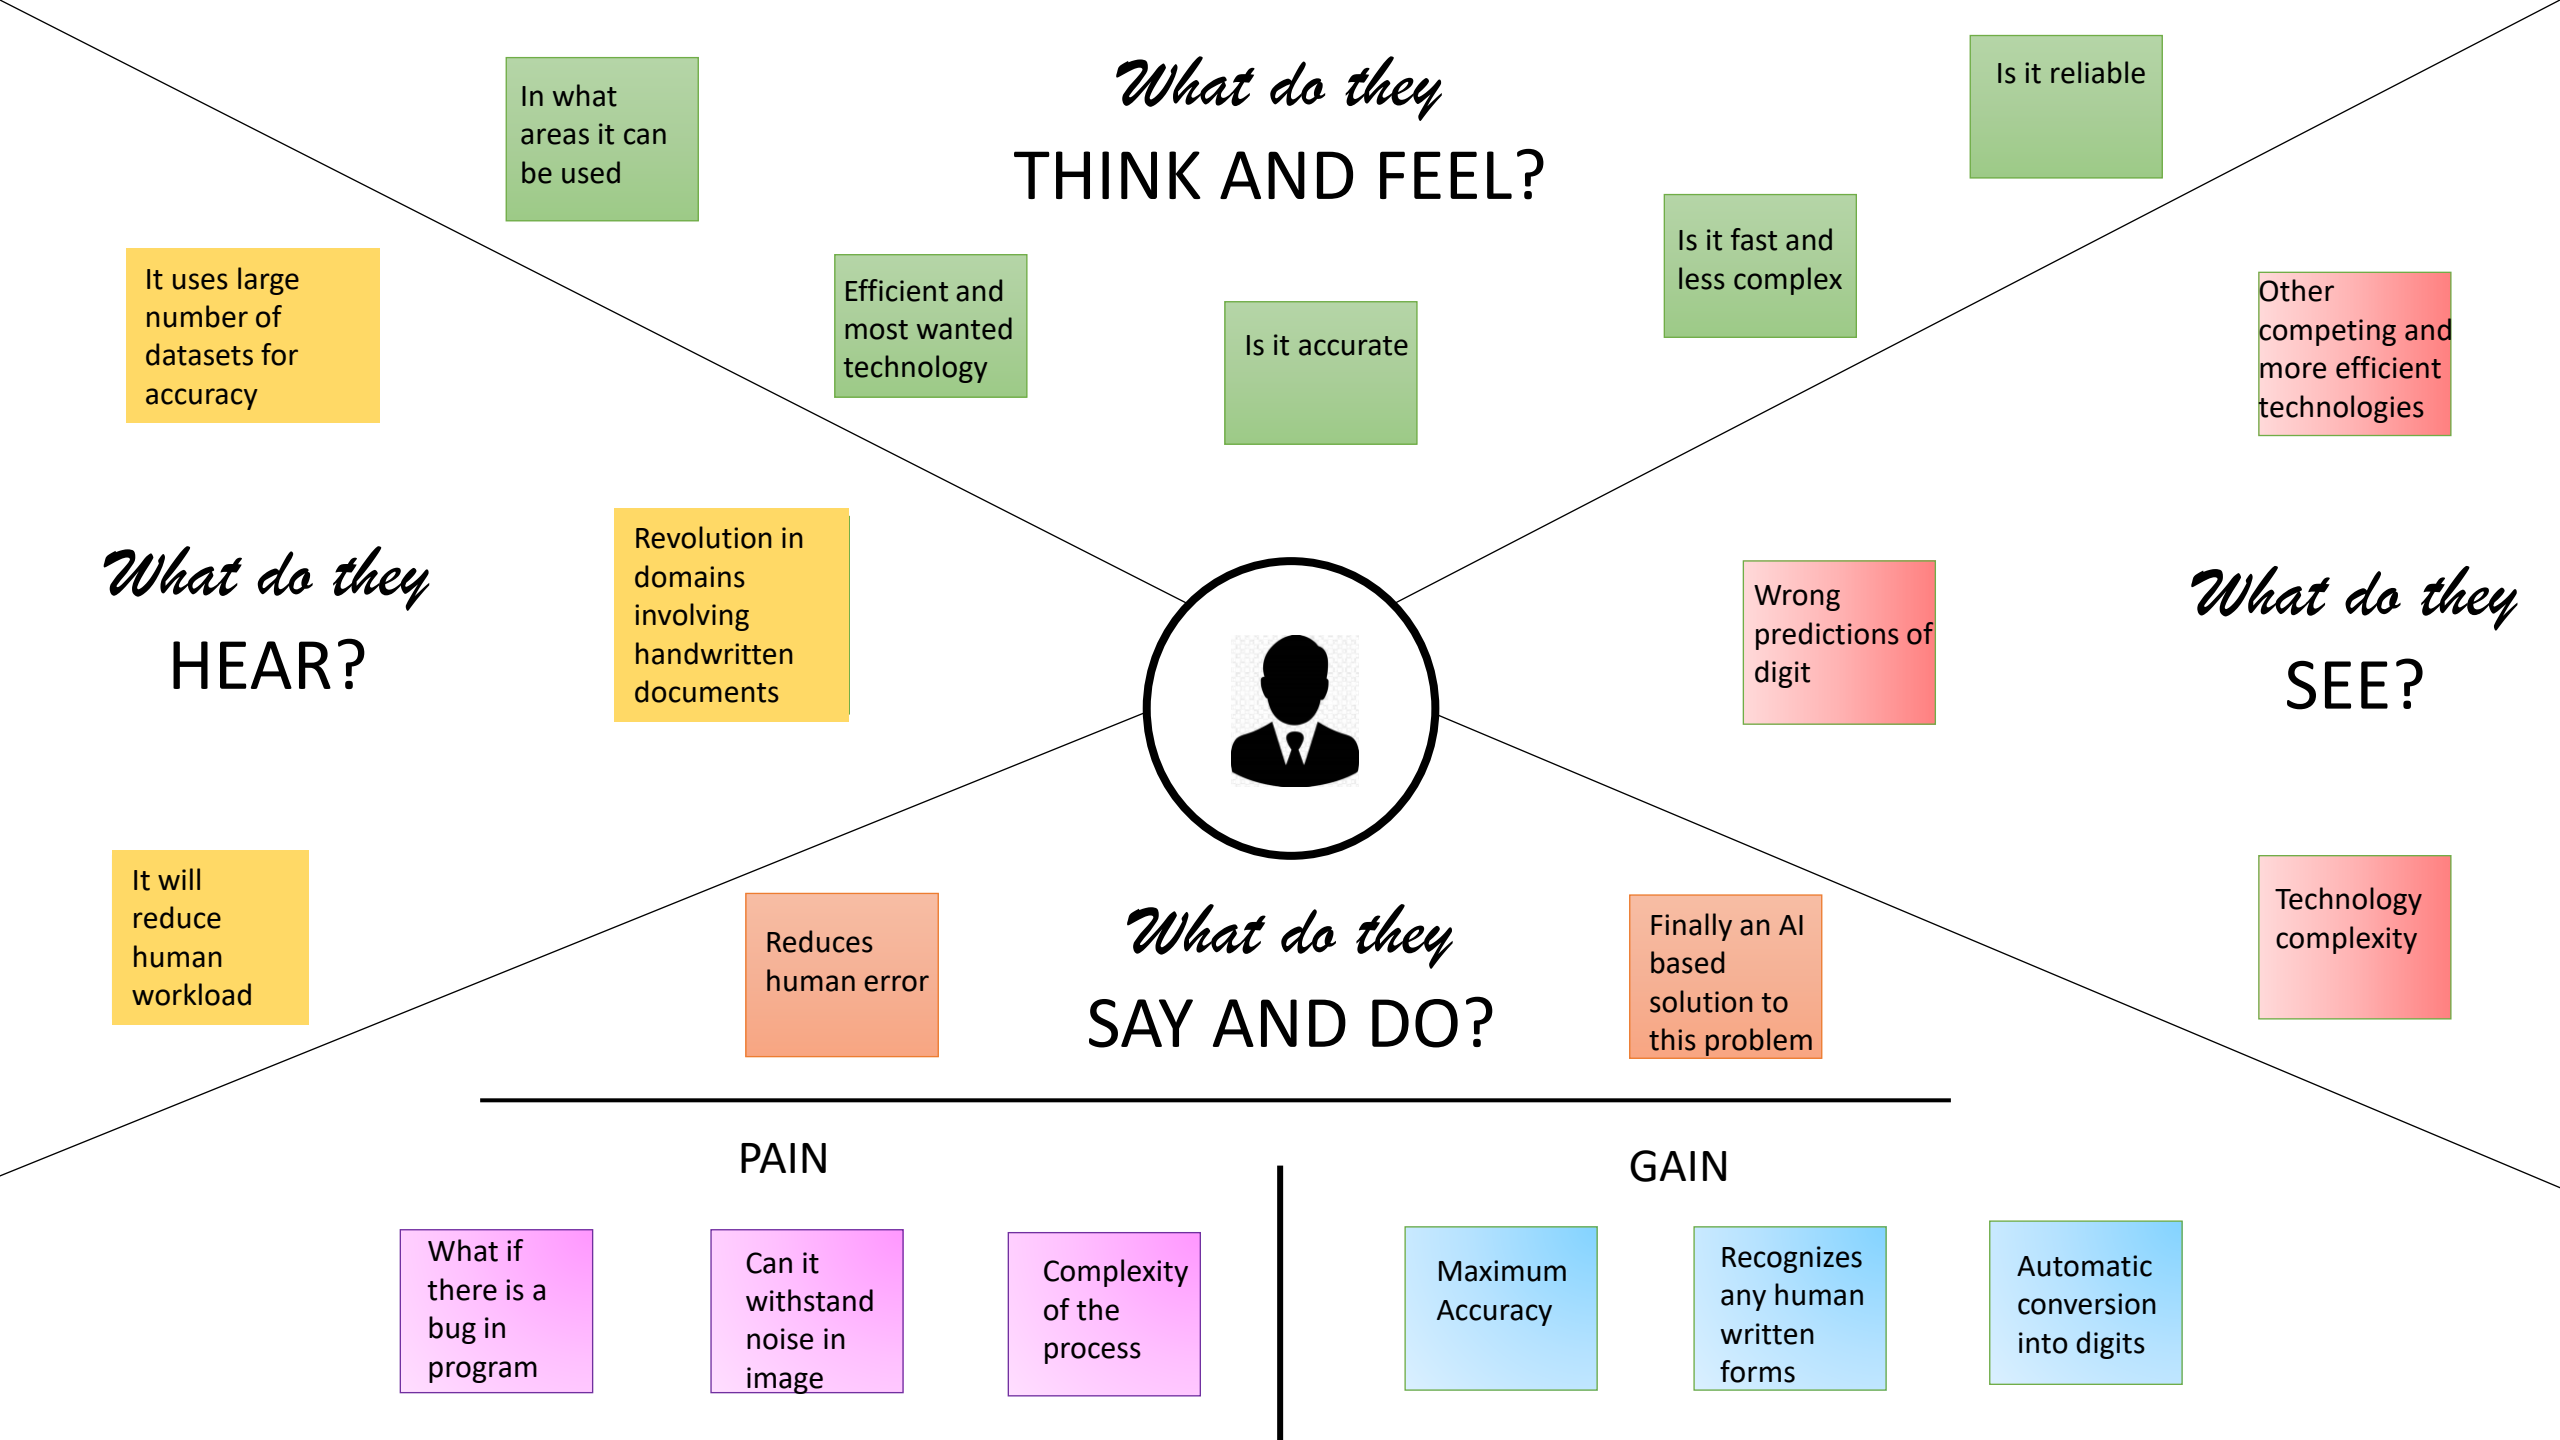 What do they
THINK AND FEEL?
In what
areas it can
be used
Efficient and
most wanted
technology
Is it accurate
Is it fast and
less complex
Is it reliable
It uses large
number of
datasets for
accuracy
What do they
HEAR?
Revolution in
domains
involving
handwritten
documents
It will
reduce
human
workload
Other
competing and
more efficient
technologies
Wrong
predictions of
digit
What do they
SEE?
Technology
complexity
Reduces
human error
What do they
SAY AND DO?
Finally an AI
based
solution to
this problem
PAIN
What if
there is a
bug in
program
Can it
withstand
noise in
image
Complexity
of the
process
GAIN
Maximum
Accuracy
Recognizes
any human
written
forms
Automatic
conversion
into digits